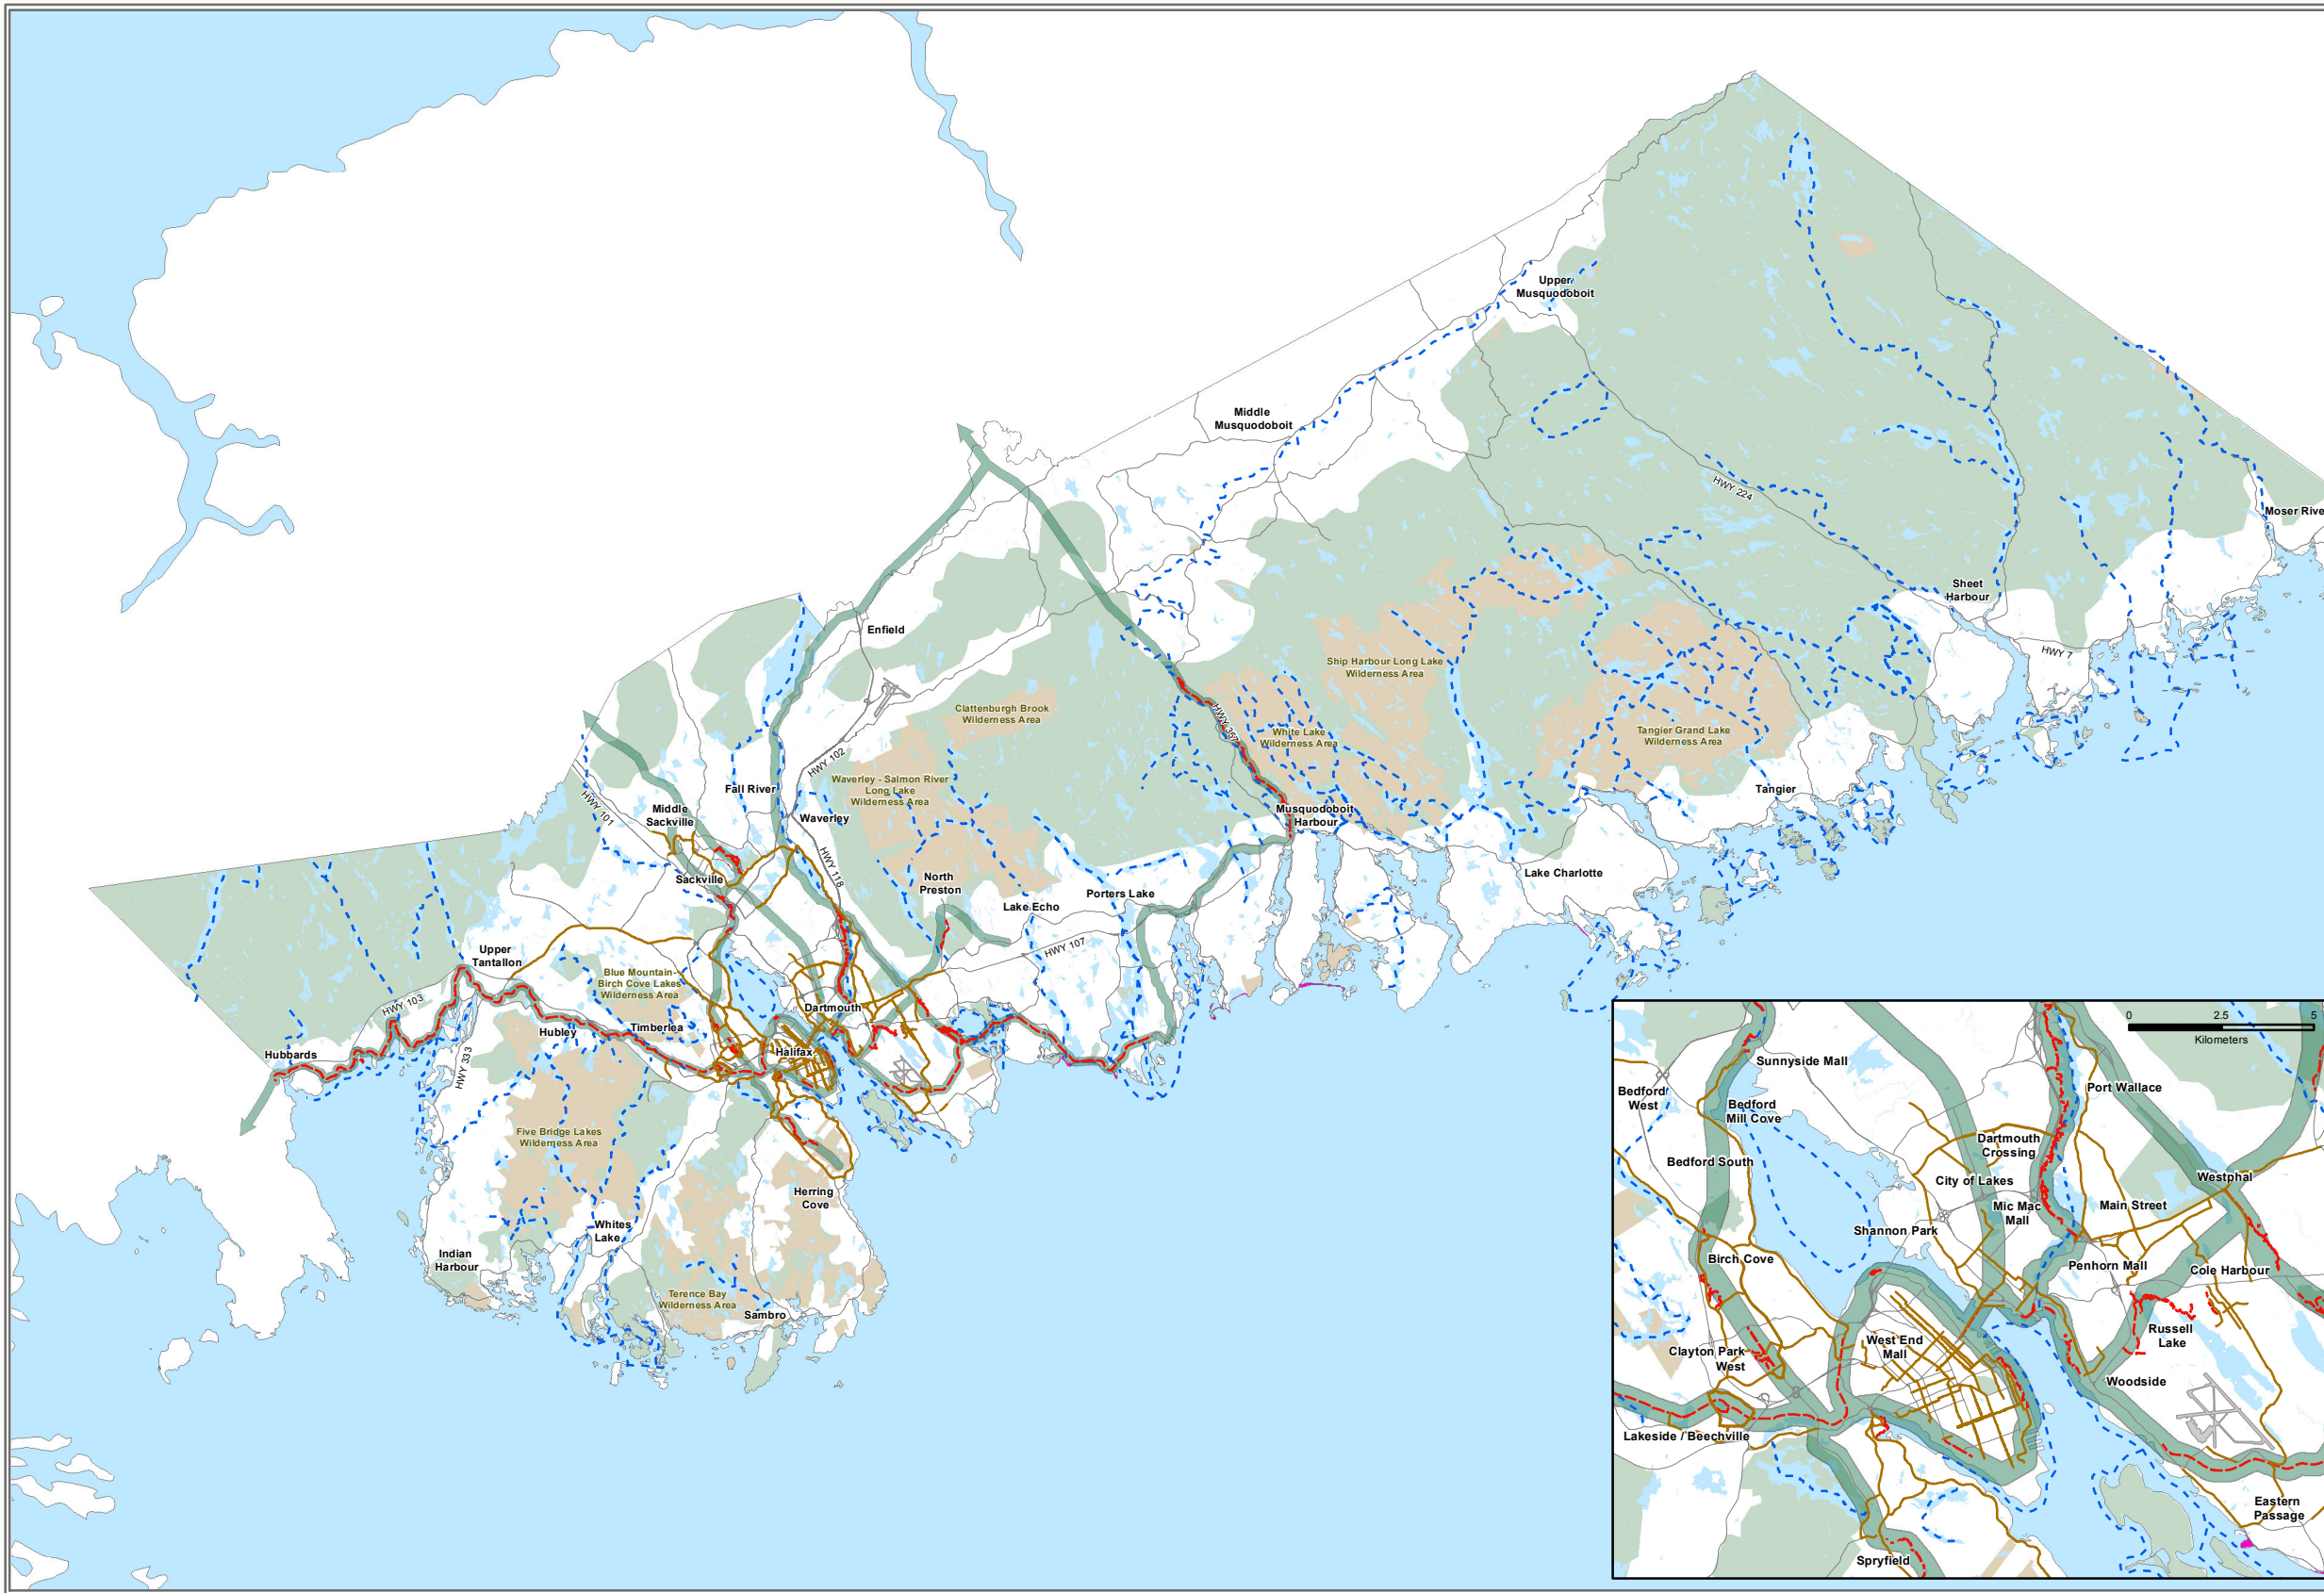 Upper
Musquodoboit
Middle
Musquodoboit
HWY 224
Moser Rive
Sheet
Harbour
HWY 7
Enfield
Ship Harbour Long Lake
Wilderness Area
Clattenburgh Brook
Wilderness Area
HWY 357
White Lake
Wilderness Area
Tangier Grand Lake
Wilderness Area
HWY 102
Waverley - Salmon River
Long Lake
Wilderness Area
Fall River
Tangier
HWY 101
Middle
Sackville
Waverley
Musquodoboit
Harbour
HWY 118
Sackville
North
Preston
Lake Echo
Porters Lake
Lake Charlotte
HWY 107
Upper
Tantallon
Blue Mountain-
Birch Cove Lakes
Wilderness Area
HWY 103
Dartmouth
Hubley
Timberlea
Halifax
Hubbards
HWY 333
Five Bridge Lakes
Wilderness Area
Herring
Cove
Whites
Lake
Indian
Harbour
Terence Bay
Wilderness Area
Sambro
0 2.5 5
Kilometers
Sunnyside Mall
Bedford
West
Bedford
Mill Cove
Port Wallace
Dartmouth
Crossing
Bedford South
City of Lakes
Westphal
Mic Mac
Mall
Main Street
Shannon Park
Birch Cove
Penhorn Mall
Cole Harbour
West End
Mall
Russell
Lake
Clayton Park
West
Woodside
Lakeside / Beechville
Eastern
Passage
Spryfield